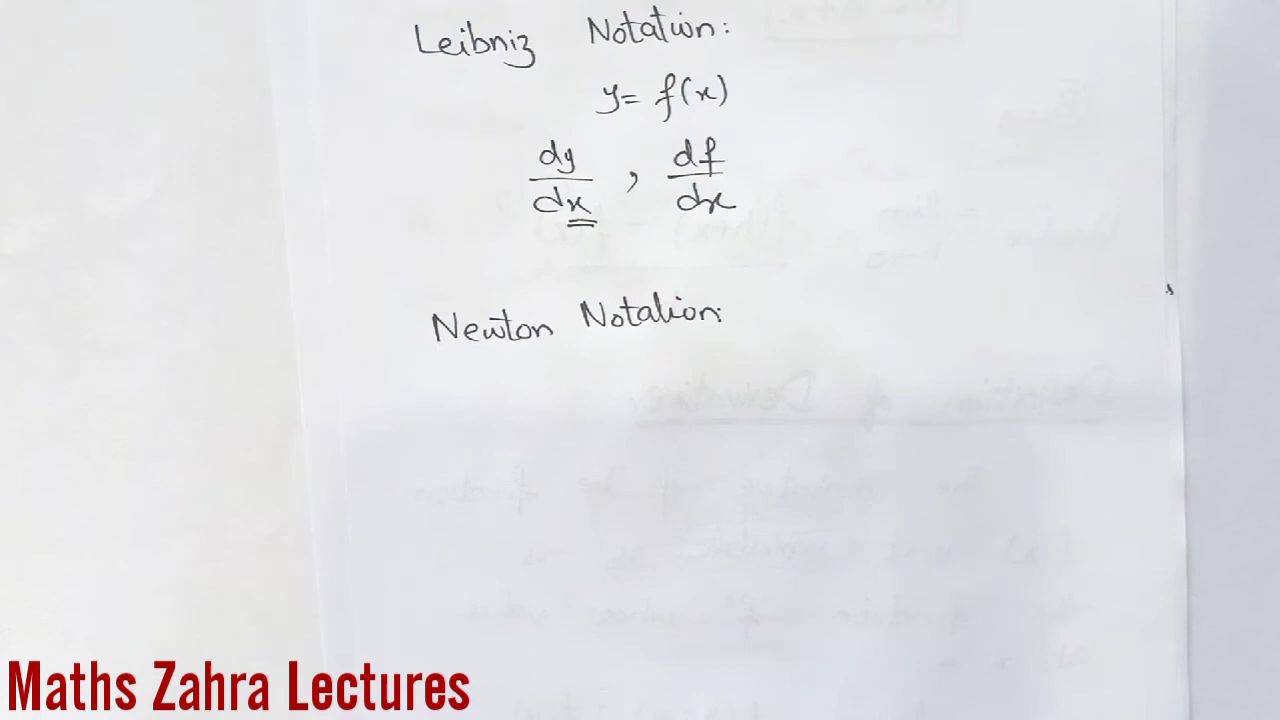 Leibniz Notation:
y = f(x)
dy/dx , df/dx
Newton Notation:
Maths Zahra Lectures